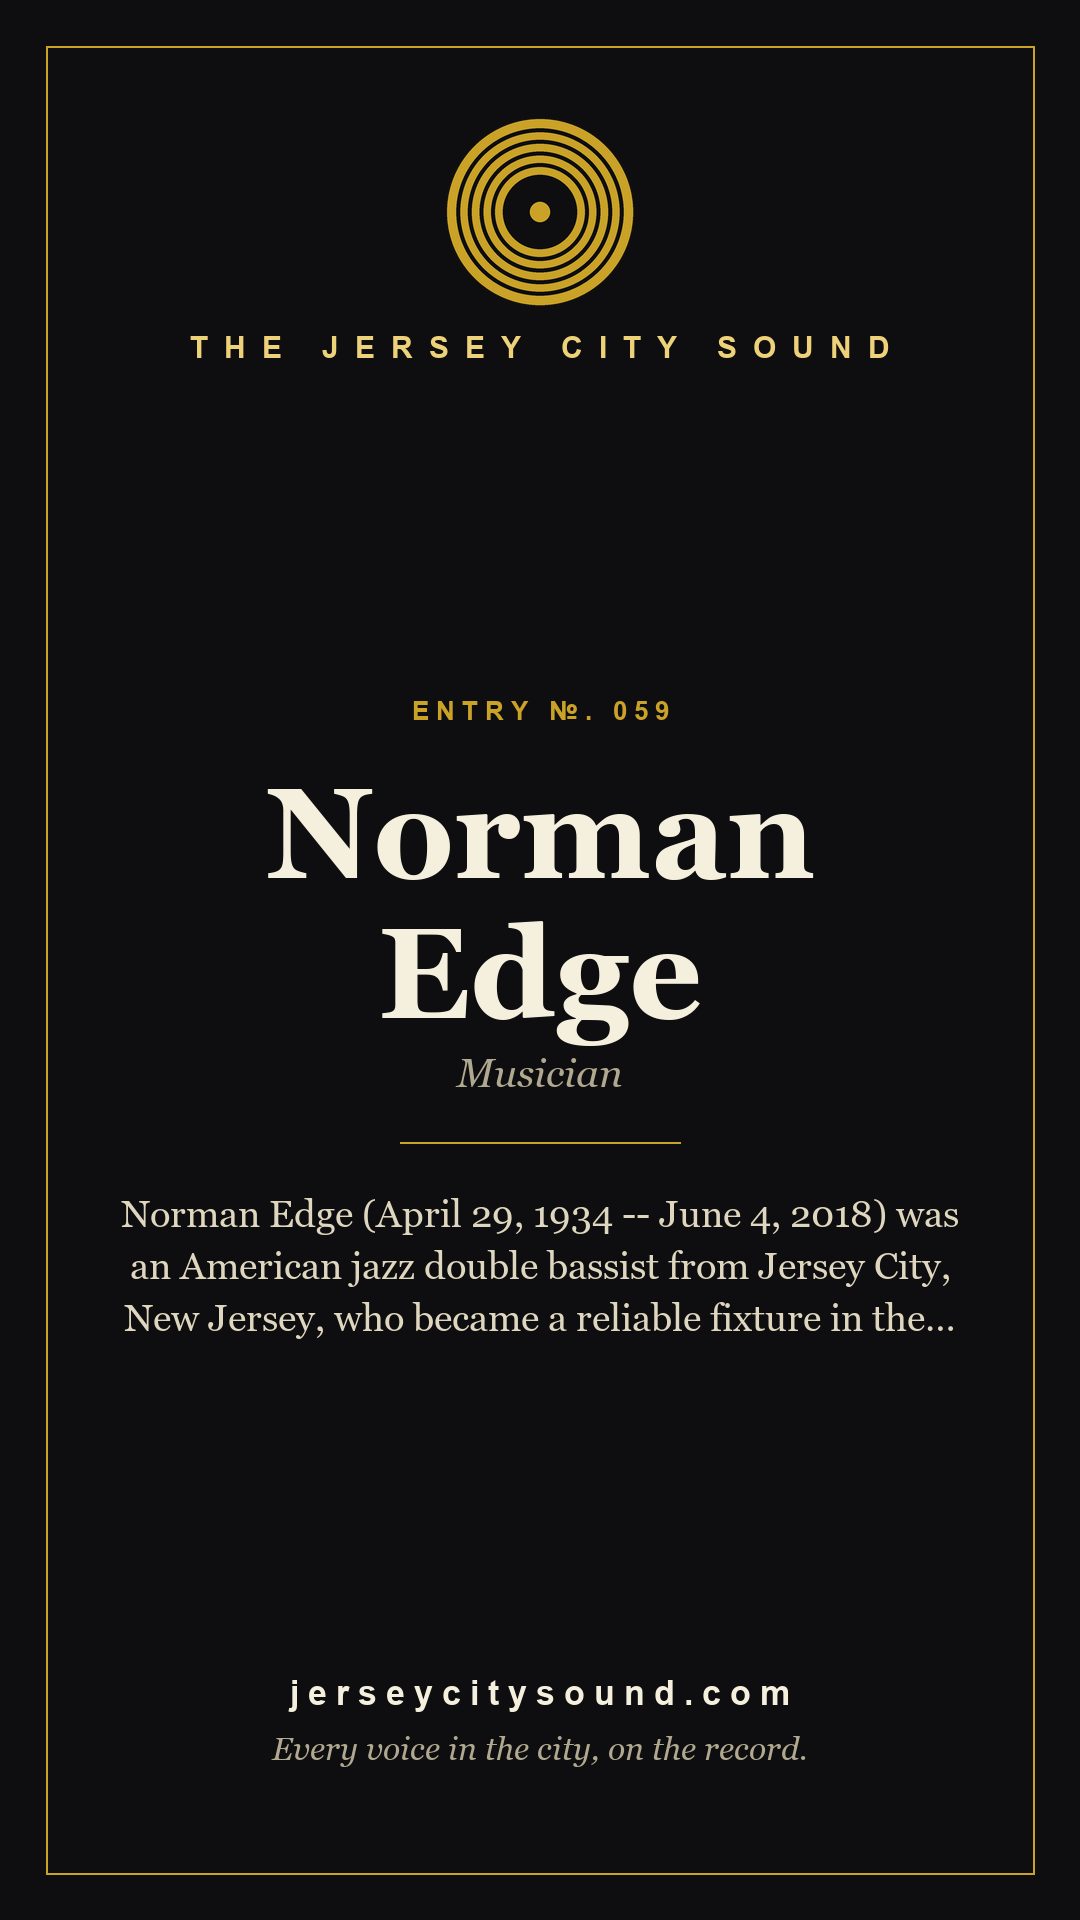 THE JERSEY CITY SOUND
ENTRY №. 059
Norman
Edge
Musician
Norman Edge (April 29, 1934 -- June 4, 2018) was
an American jazz double bassist from Jersey City,
New Jersey, who became a reliable fixture in the...
jerseycitysound.com
Every voice in the city, on the record.